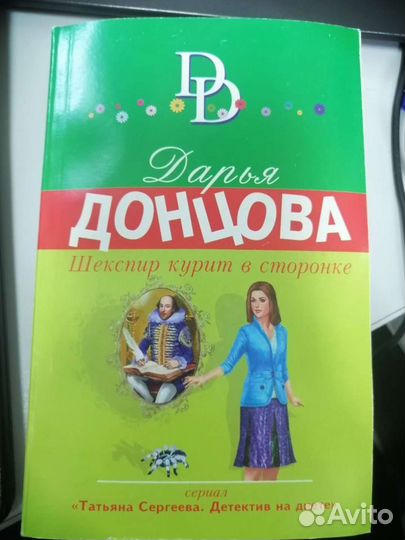 DD
Дарья
ДОНЦОВА
Шекспир курит в сторонке
сериал
«Татьяна Сергеева. Детектив на
Avito